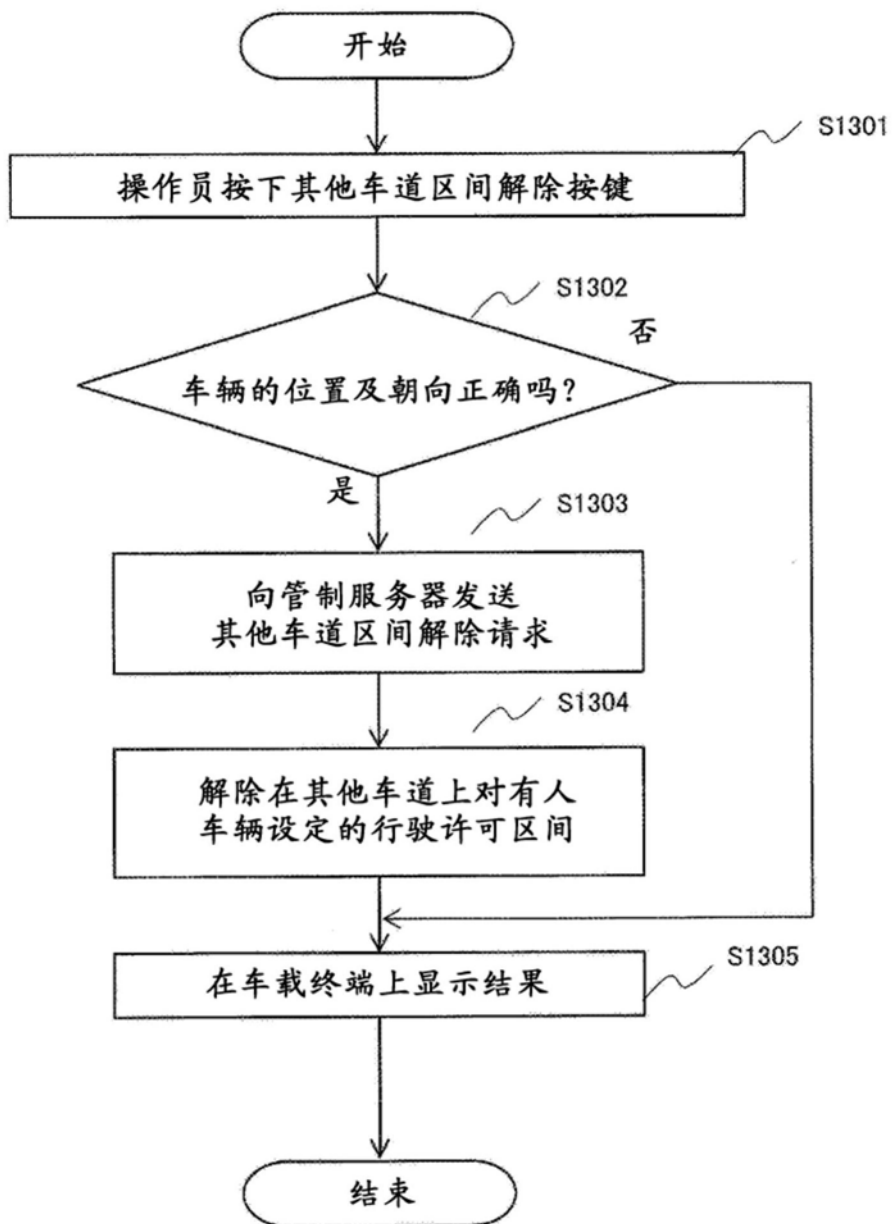 开始
S1301
操作员按下其他车道区间解除按键
S1302
否
车辆的位置及朝向正确吗?
是
S1303
向管制服务器发送
其他车道区间解除请求
S1304
解除在其他车道上对有人
车辆设定的行驶许可区间
S1305
在车载终端上显示结果
结束